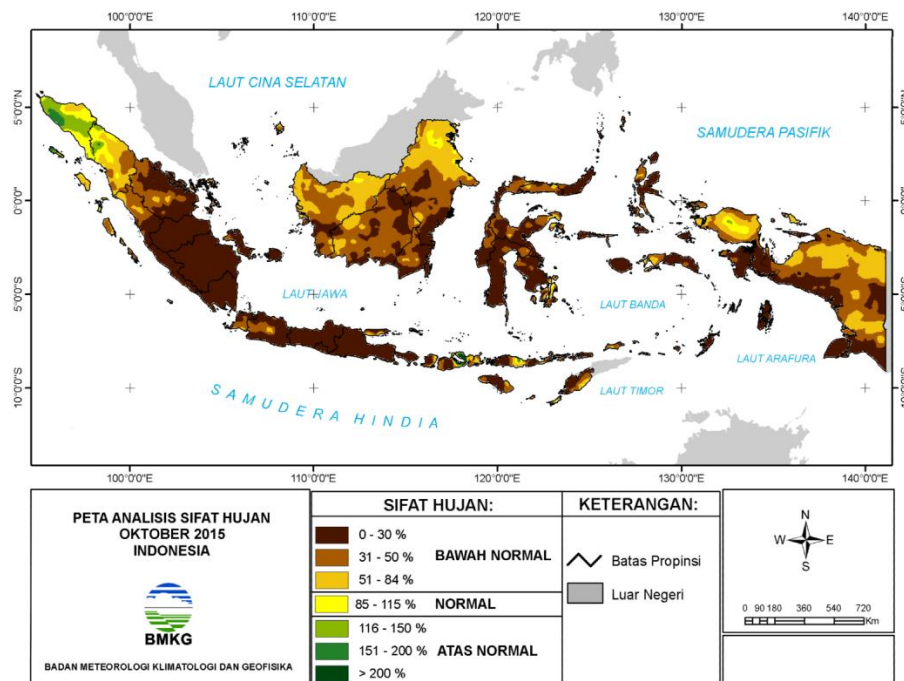 100°0'0"E 110°0'0"E 120°0'0"E 130°0'0"E 140°0'0"E
LAUT CINA SELATAN
SAMUDERA PASIFIK
5°0'0"N
0°0'0"
5°0'0"S
10°0'0"S
LAUT JAWA
LAUT BANDA
LAUT ARAFURA
LAUT TIMOR
SAMUDERA HINDIA
100°0'0"E 110°0'0"E 120°0'0"E 130°0'0"E 140°0'0"E
PETA ANALISIS SIFAT HUJAN
OKTOBER 2015
INDONESIA
BMKG
BADAN METEOROLOGI KLIMATOLOGI DAN GEOFISIKA
SIFAT HUJAN:
0 - 30 %
31 - 50 % BAWAH NORMAL
51 - 84 %
85 - 115 % NORMAL
116 - 150 %
151 - 200 % ATAS NORMAL
> 200 %
KETERANGAN:
Batas Propinsi
Luar Negeri
N
W E
S
0 90 180 360 540 720
Km